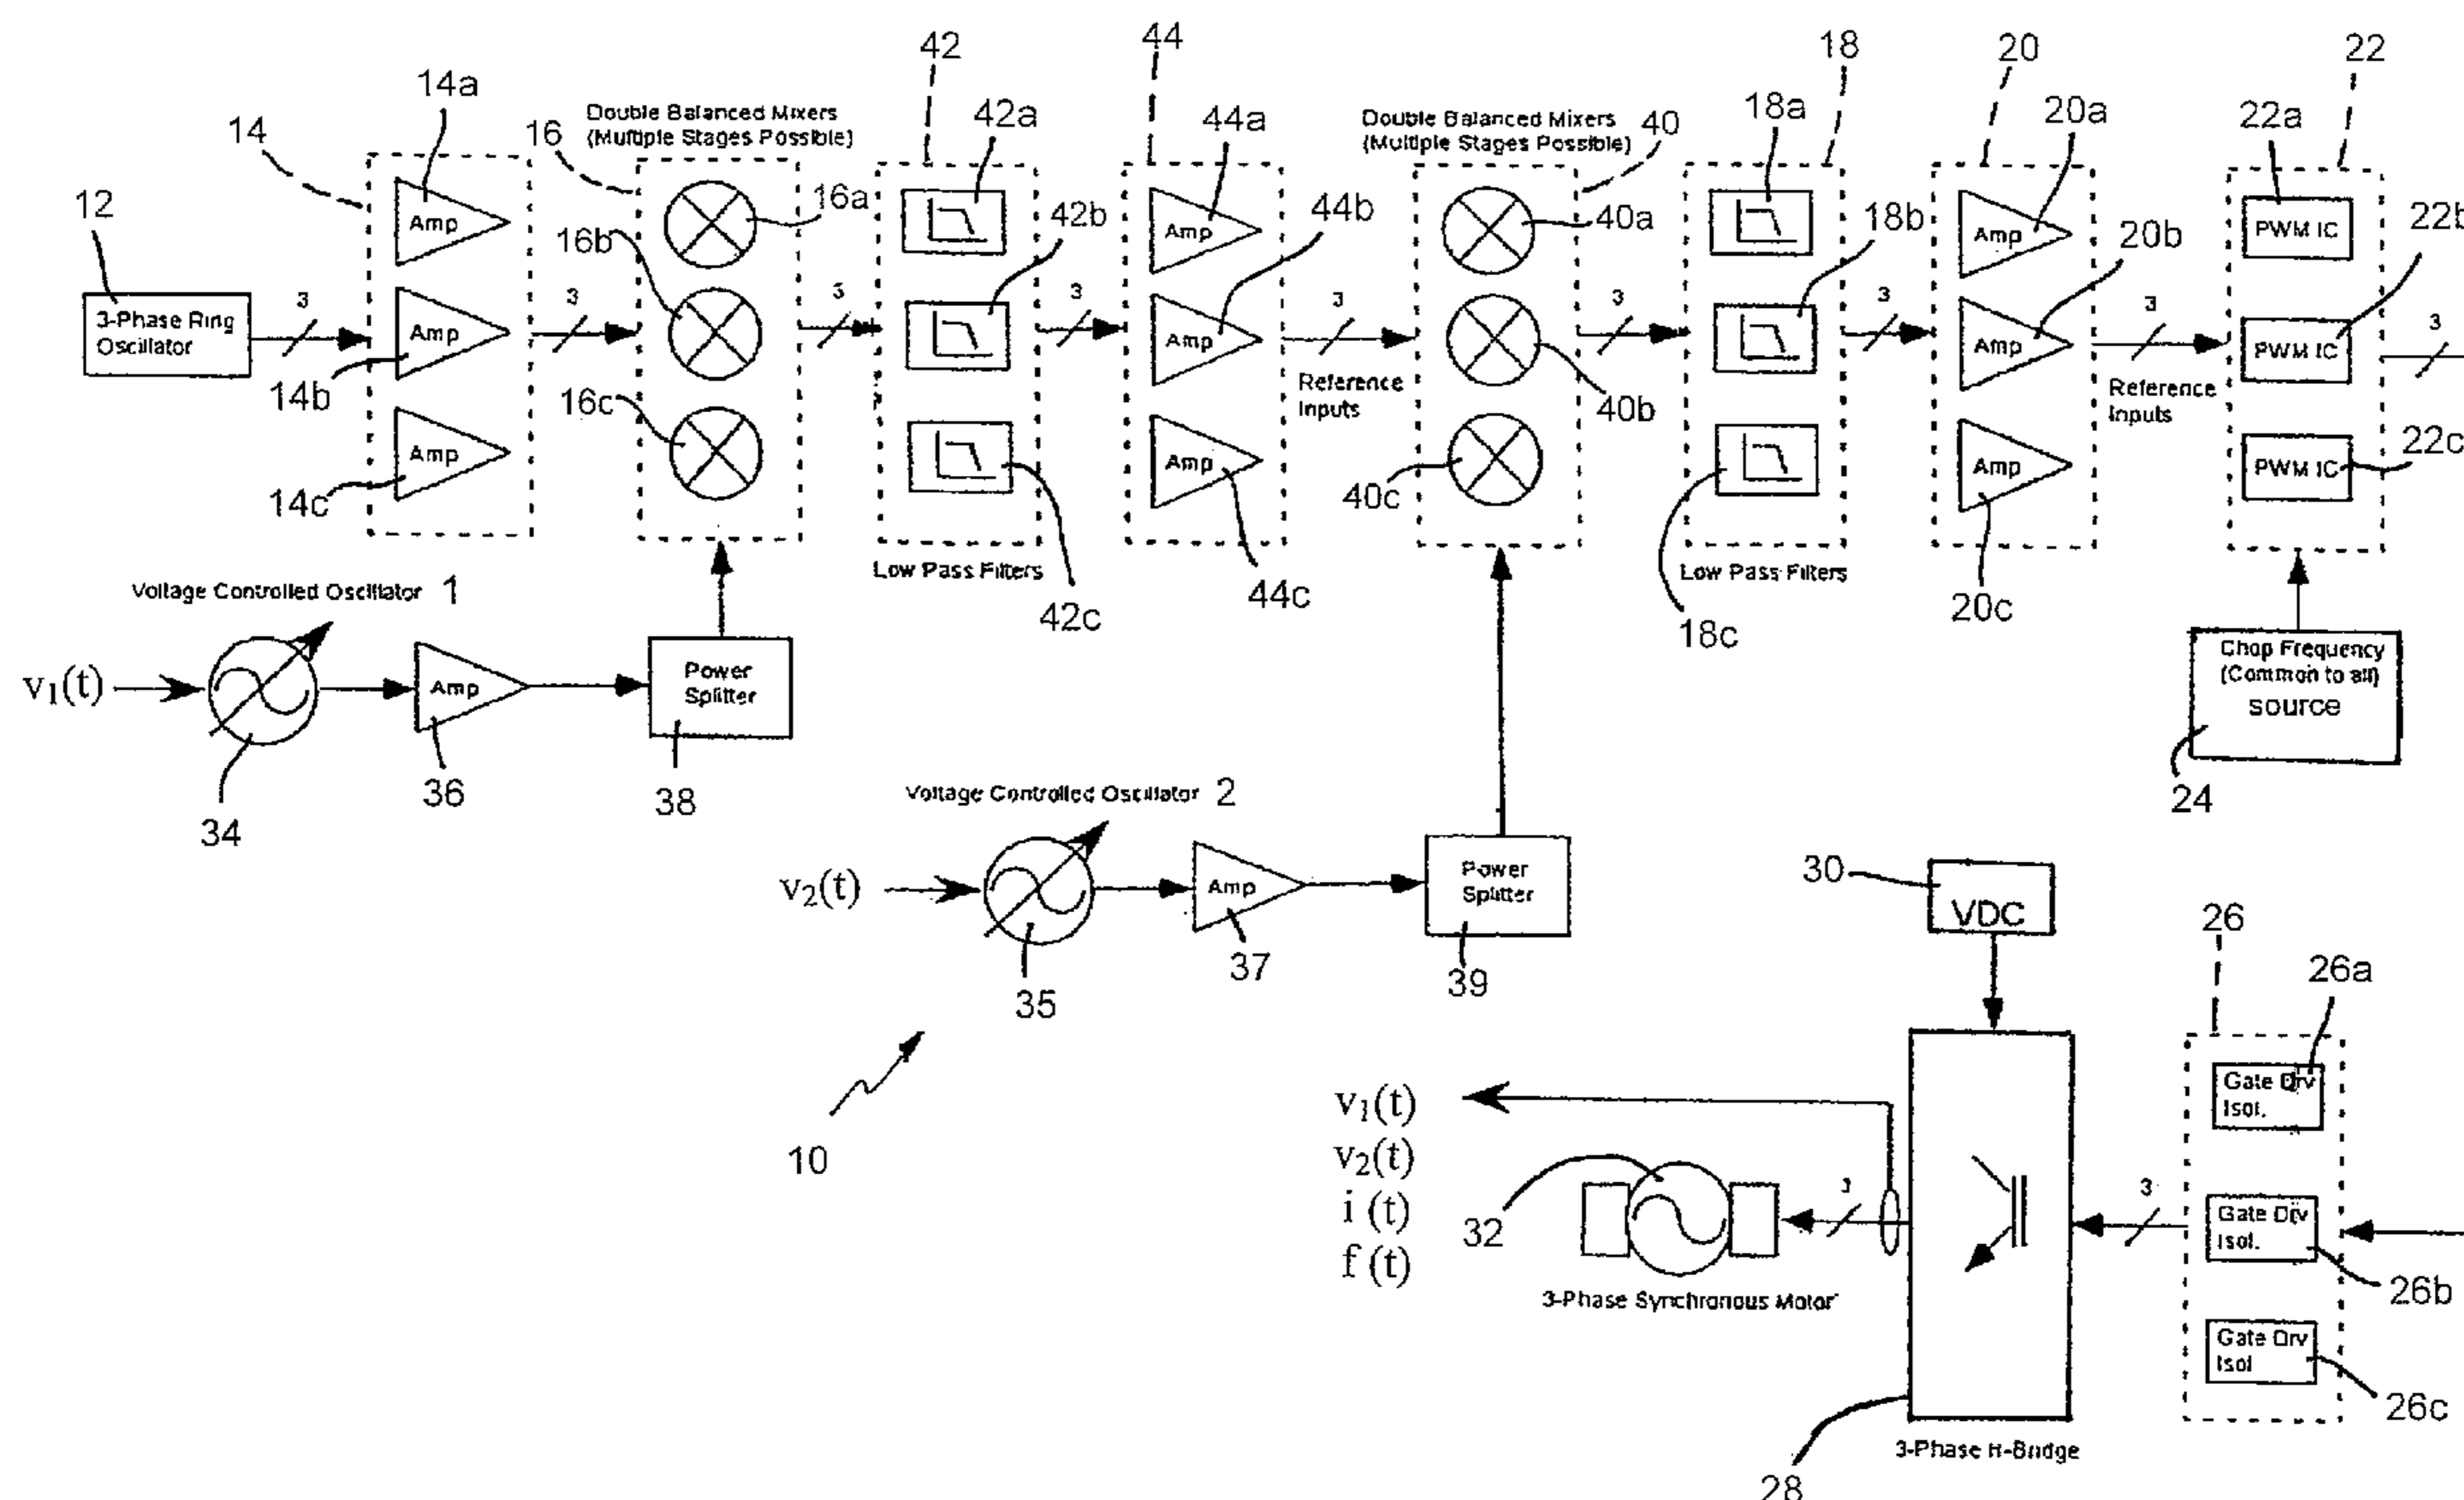 42
44
18
20
22
14a
Double Balanced Mixers
(Multiple Stages Possible)
42a
44a
Double Balanced Mixers
(Multiple Stages Possible)
40
18a
20a
22a
14
16
12
Amp
16a
Amp
40a
Amp
PWM IC
22b
16b
42b
44b
18b
20b
3-Phase Ring
Oscillator
3
Amp
3
3
3
Amp
3
3
3
Amp
3
PWM IC
3
14b
16c
Reference
Inputs
40b
Reference
Inputs
Amp
Amp
Amp
PWM IC
22c
14c
40c
Low Pass Filters
Low Pass Filters
42c
44c
18c
20c
Voltage Controlled Oscillator 1
v1(t)
Amp
Power
Splitter
Chop Frequency
(Common to all)
source
34
36
38
24
Voltage Controlled Oscillator 2
v2(t)
Amp
Power
Splitter
30
VDC
35
37
39
26
26a
10
v1(t)
v2(t)
i (t)
f (t)
32
3
3
Gate Drv
Isol.
Gate Drv
Isol.
26b
3-Phase Synchronous Motor
Gate Drv
Isol
26c
3-Phase H-Bridge
28